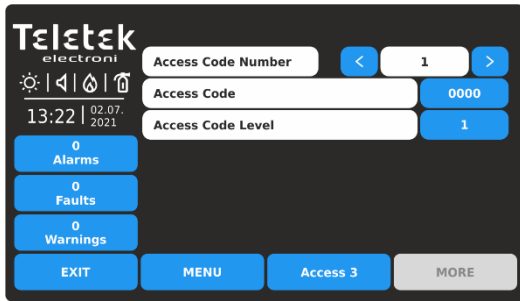 Teletek
electroni
13:22 02.07.
2021
Access Code Number < 1 >
Access Code 0000
Access Code Level 1
0
Alarms
0
Faults
0
Warnings
EXIT MENU Access 3 MORE